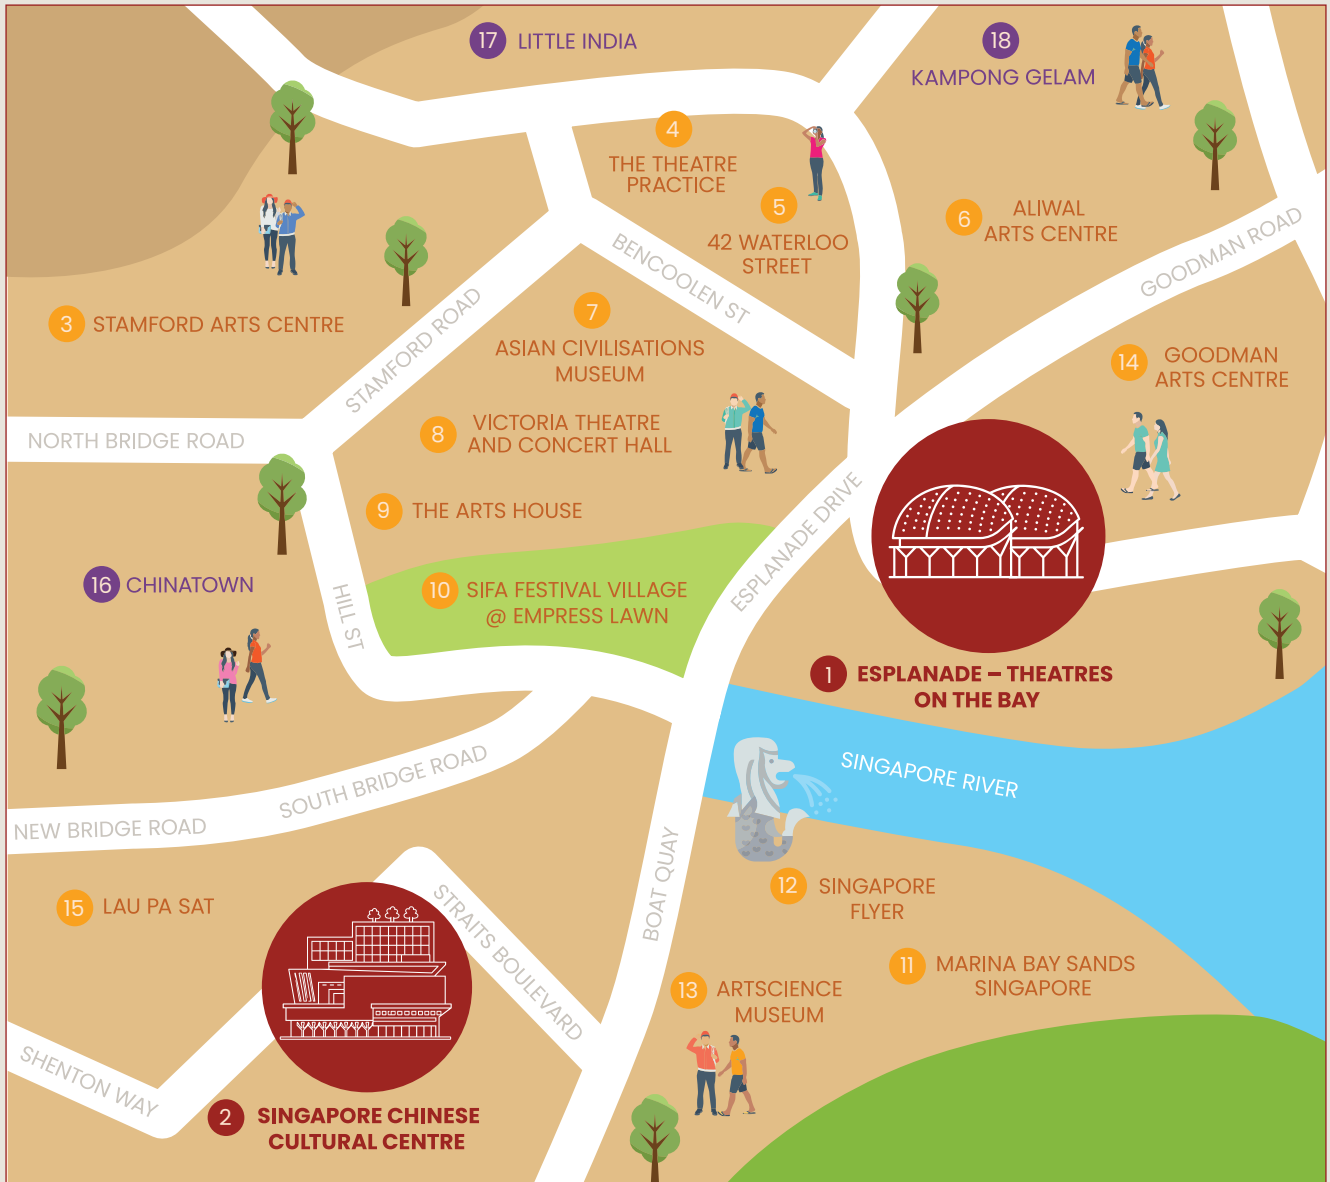 17 LITTLE INDIA
18
KAMPONG GELAM
4
THE THEATRE
PRACTICE
5
42 WATERLOO
STREET
6 ALIWAL
ARTS CENTRE
GOODMAN ROAD
BENCOOLEN ST
3 STAMFORD ARTS CENTRE
STAMFORD ROAD
7
ASIAN CIVILISATIONS
MUSEUM
14 GOODMAN
ARTS CENTRE
NORTH BRIDGE ROAD
8 VICTORIA THEATRE
AND CONCERT HALL
9 THE ARTS HOUSE
ESPLANADE DRIVE
16 CHINATOWN
HILL ST
10 SIFA FESTIVAL VILLAGE
@ EMPRESS LAWN
1 ESPLANADE – THEATRES
ON THE BAY
SINGAPORE RIVER
SOUTH BRIDGE ROAD
NEW BRIDGE ROAD
BOAT QUAY
12 SINGAPORE
FLYER
15 LAU PA SAT
STRAITS BOULEVARD
11 MARINA BAY SANDS
SINGAPORE
13 ARTSCIENCE
MUSEUM
SHENTON WAY
2 SINGAPORE CHINESE
CULTURAL CENTRE